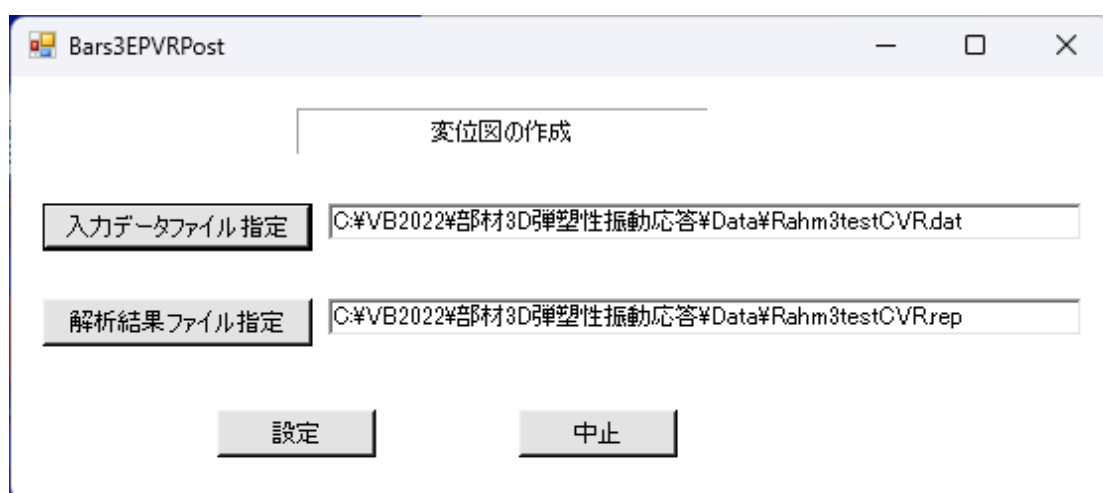 Bars3EPVRPost
変位図の作成
入力データファイル指定
C:¥VB2022¥部材3D弾塑性振動応答¥Data¥Rahm3testCVR.dat
解析結果ファイル指定
C:¥VB2022¥部材3D弾塑性振動応答¥Data¥Rahm3testCVR.rep
設定 中止